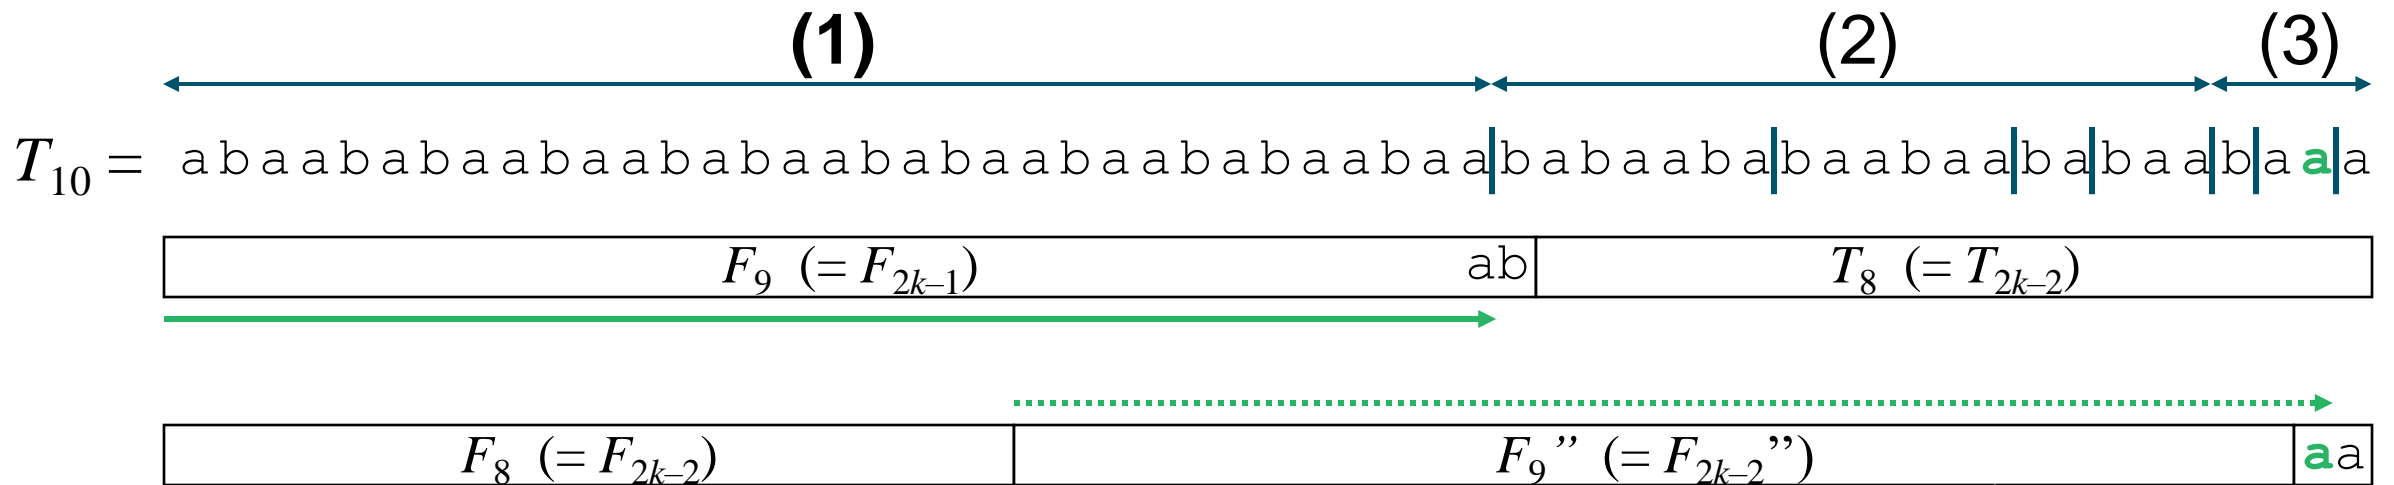 (1) (2) (3)
T₁₀ = a b a a b a b a a b a a b a b a a b a b a a b a a b a b a a b a a|b a b a a b a|b a a b a a|b a|b a a|b|a a|a
F₉ (= F₂ₖ₋₁) ab T₈ (= T₂ₖ₋₂)
F₈ (= F₂ₖ₋₂) F₉” (= F₂ₖ₋₂”) aa